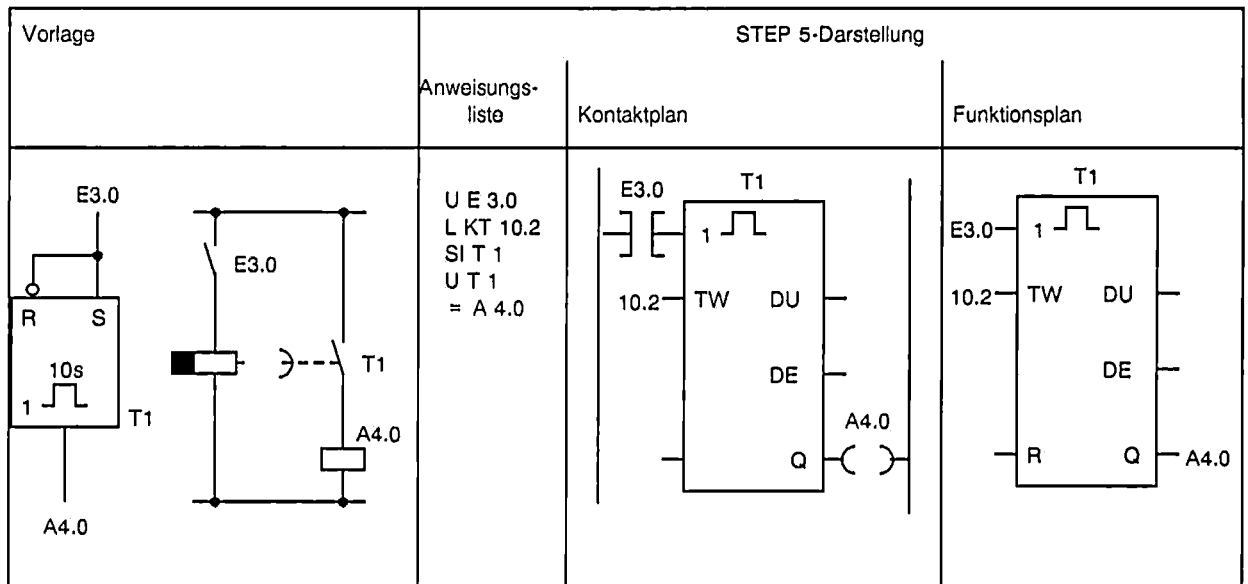 Vorlage
STEP 5-Darstellung
Anweisungs-
liste
Kontaktplan
Funktionsplan
E3.0
R S
10s
1
T1
A4.0
E3.0
T1
A4.0
U E 3.0
L KT 10.2
SI T 1
U T 1
= A 4.0
T1
E3.0
1
10.2 TW DU
DE
A4.0
Q
T1
E3.0 1
10.2 TW DU
DE
R Q A4.0